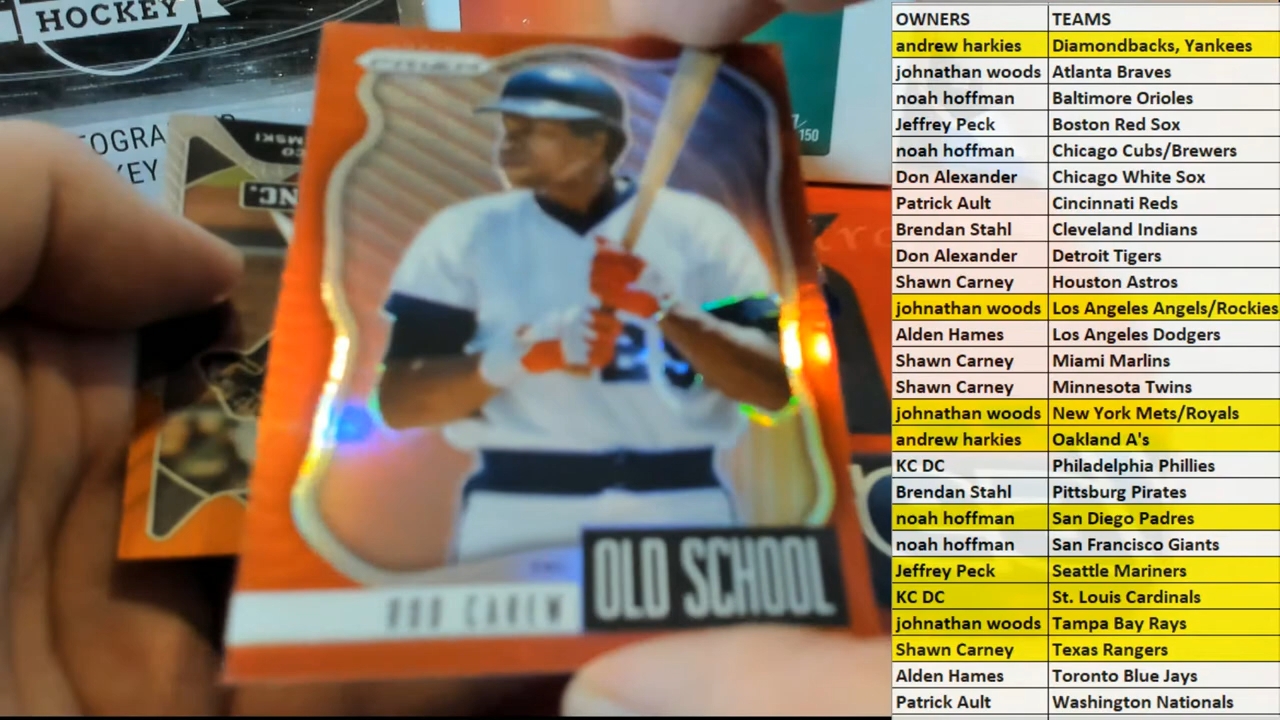 HOCKEY
OGRA
KEY
INC.
150
PRIZM
OLD SCHOOL
ROD CAREW
OWNERS TEAMS
andrew harkies Diamondbacks, Yankees
johnathan woods Atlanta Braves
noah hoffman Baltimore Orioles
Jeffrey Peck Boston Red Sox
noah hoffman Chicago Cubs/Brewers
Don Alexander Chicago White Sox
Patrick Ault Cincinnati Reds
Brendan Stahl Cleveland Indians
Don Alexander Detroit Tigers
Shawn Carney Houston Astros
johnathan woods Los Angeles Angels/Rockies
Alden Hames Los Angeles Dodgers
Shawn Carney Miami Marlins
Shawn Carney Minnesota Twins
johnathan woods New York Mets/Royals
andrew harkies Oakland A's
KC DC Philadelphia Phillies
Brendan Stahl Pittsburg Pirates
noah hoffman San Diego Padres
noah hoffman San Francisco Giants
Jeffrey Peck Seattle Mariners
KC DC St. Louis Cardinals
johnathan woods Tampa Bay Rays
Shawn Carney Texas Rangers
Alden Hames Toronto Blue Jays
Patrick Ault Washington Nationals